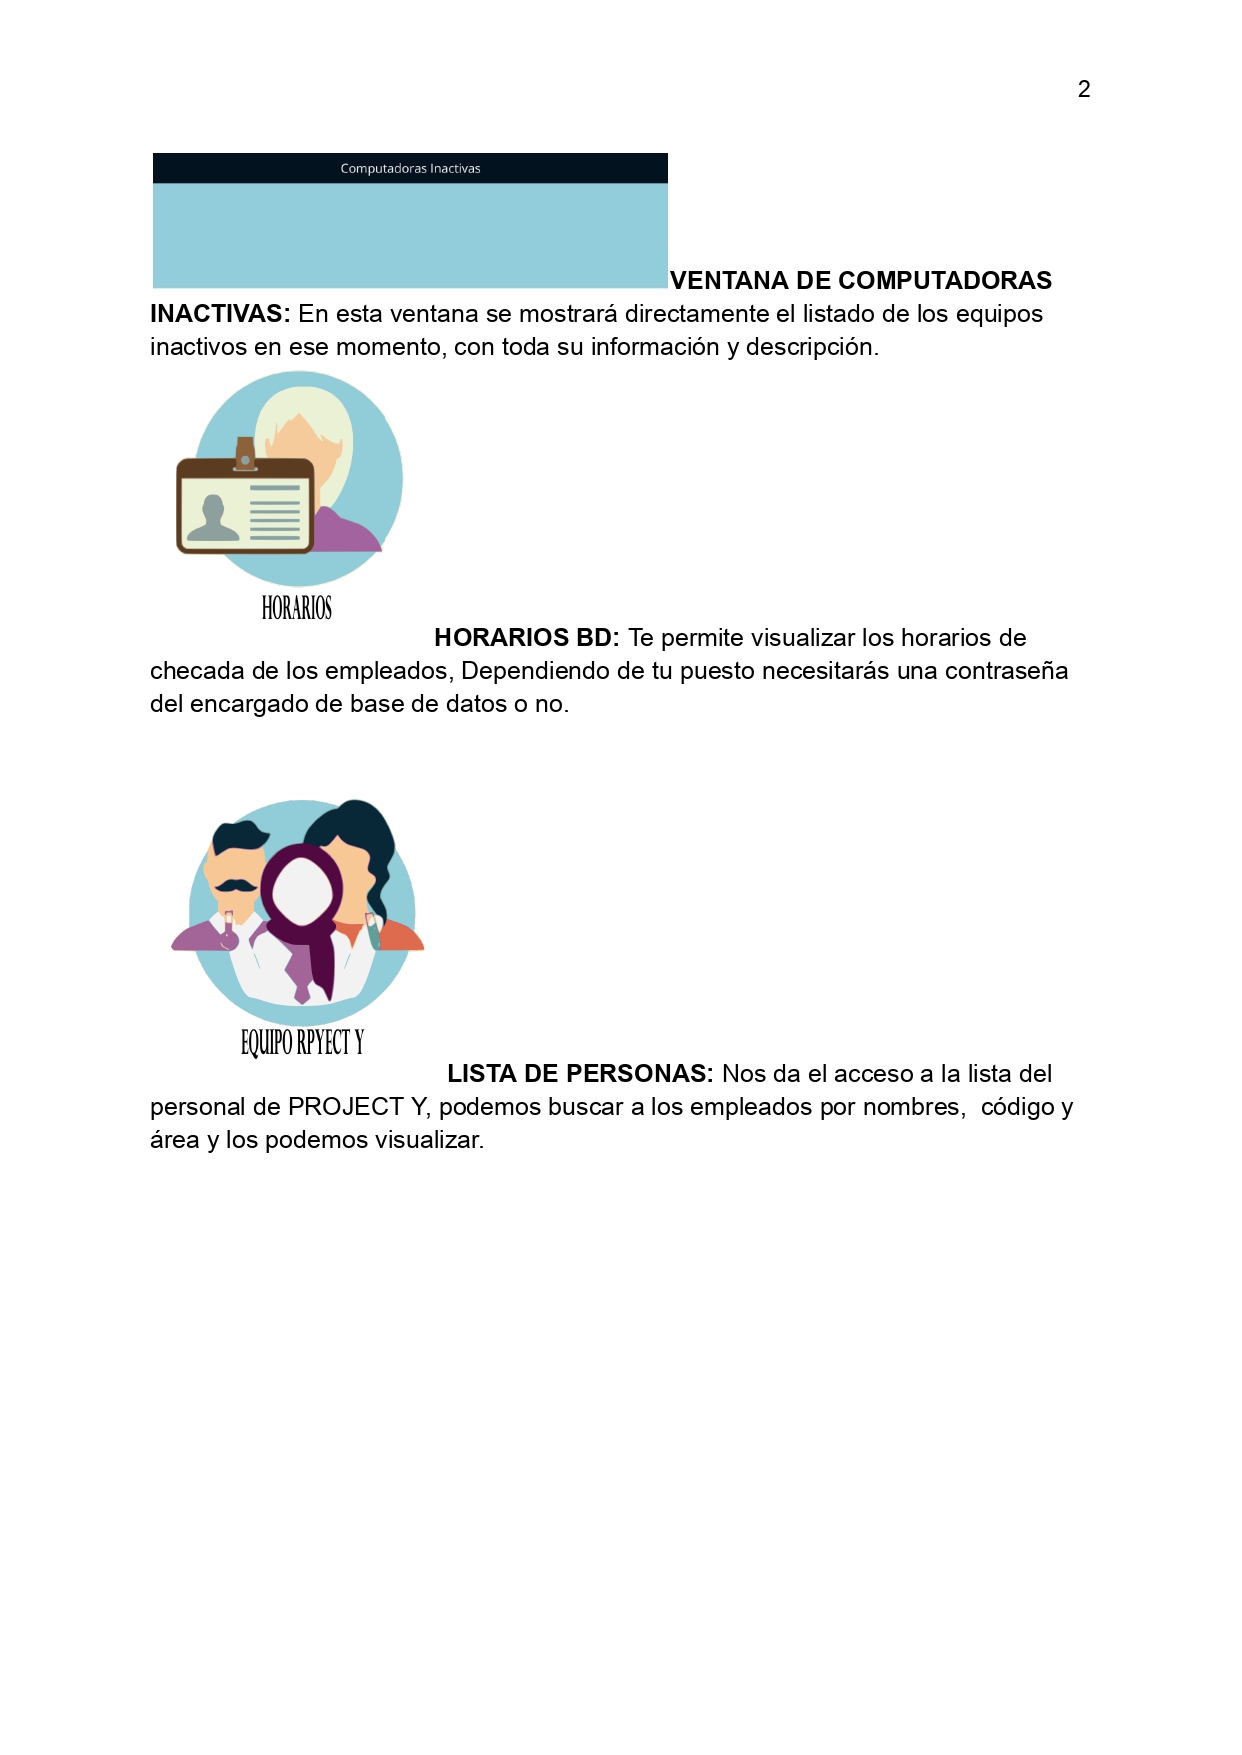 2
Computadoras Inactivas
VENTANA DE COMPUTADORAS
INACTIVAS: En esta ventana se mostrará directamente el listado de los equipos
inactivos en ese momento, con toda su información y descripción.
HORARIOS
HORARIOS BD: Te permite visualizar los horarios de
checada de los empleados, Dependiendo de tu puesto necesitarás una contraseña
del encargado de base de datos o no.
EQUIPO RPYECT Y
LISTA DE PERSONAS: Nos da el acceso a la lista del
personal de PROJECT Y, podemos buscar a los empleados por nombres,  código y
área y los podemos visualizar.